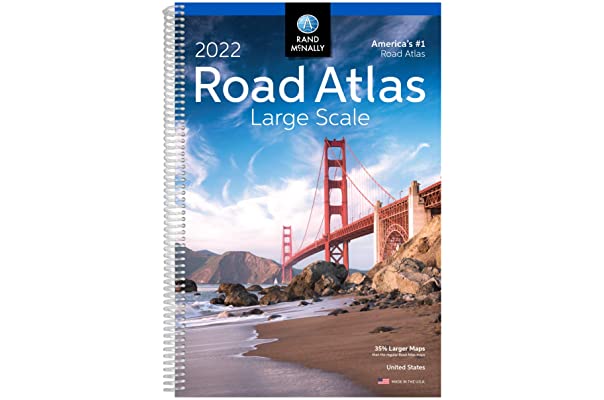 RAND
McNALLY
2022
America's #1
Road Atlas
Road Atlas
Large Scale
35% Larger Maps
than the regular Road Atlas maps
United States
MADE IN THE U.S.A.